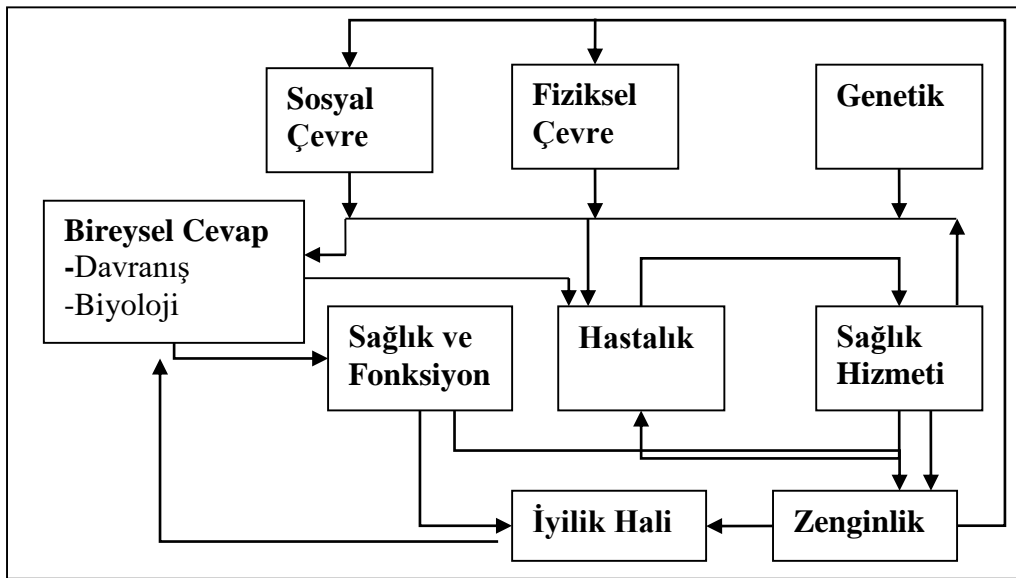 Sosyal
Çevre
Fiziksel
Çevre
Genetik
Bireysel Cevap
-Davranış
-Biyoloji
Sağlık ve
Fonksiyon
Hastalık
Sağlık
Hizmeti
İyilik Hali
Zenginlik